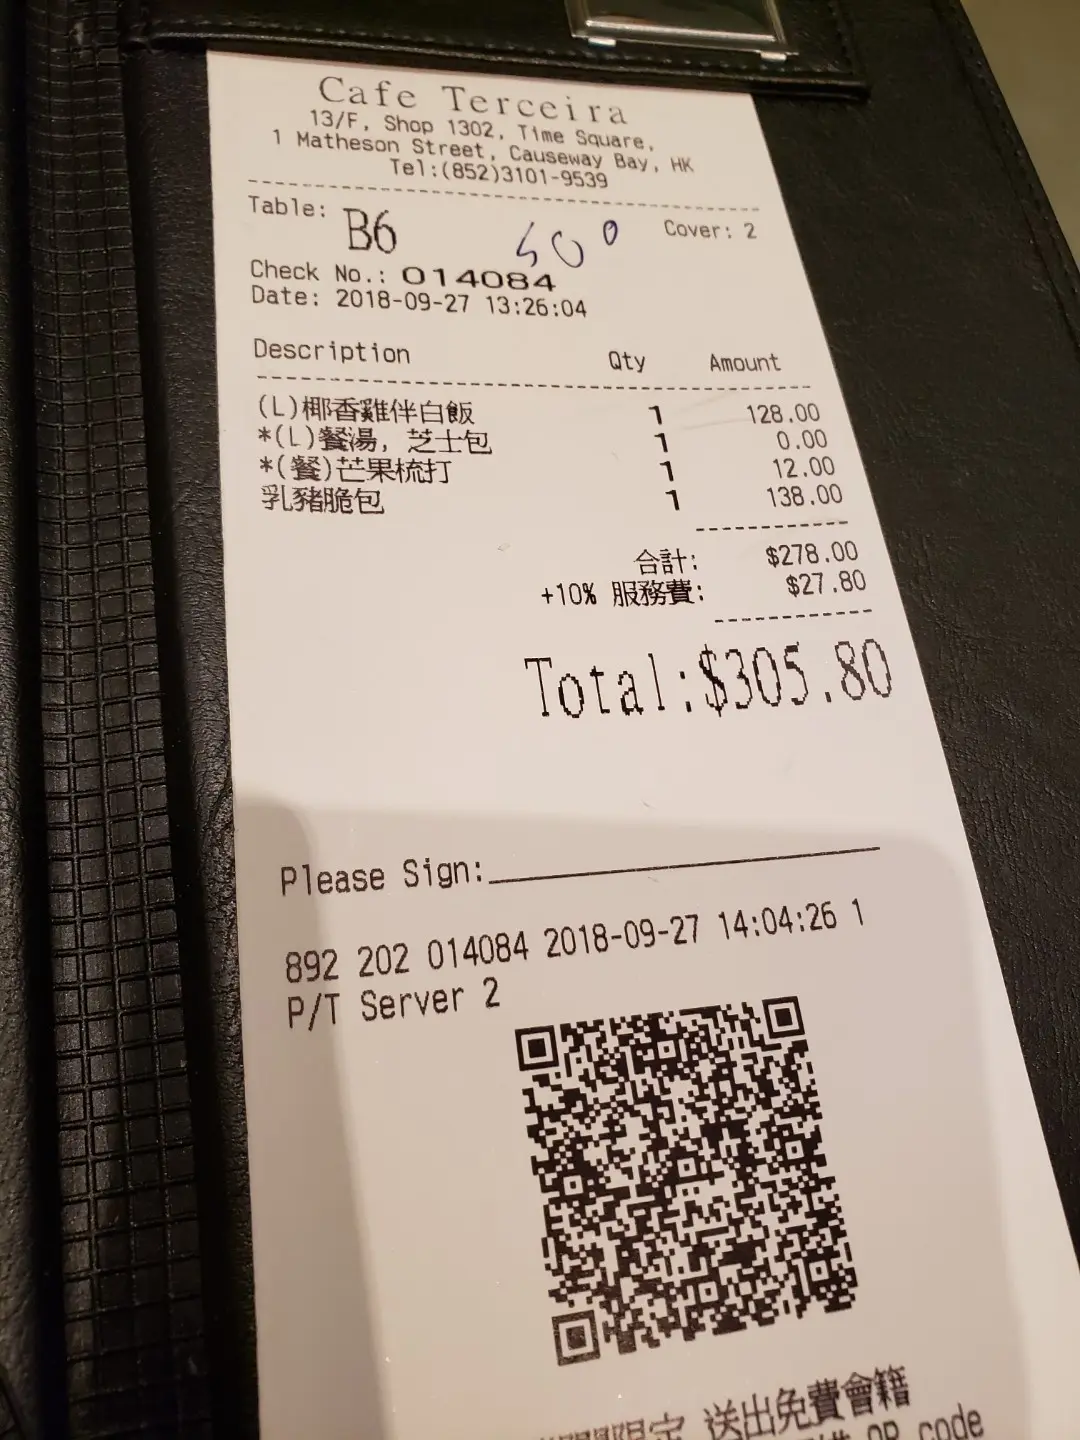 Cafe Terceira
13/F, Shop 1302, Time Square,
1 Matheson Street, Causeway Bay, HK
Tel:(852)3101-9539
Table: B6 Cover: 2
Check No.: 014084
Date: 2018-09-27 13:26:04
Description Qty Amount
(L)椰香雞伴白飯 1 128.00
*(L)餐湯, 芝士包 1 0.00
*(餐)芒果梳打 1 12.00
乳豬脆包 1 138.00
合計: $278.00
+10% 服務費: $27.80
Total:$305.80
Please Sign:
892 202 014084 2018-09-27 14:04:26 1
P/T Server 2
限定 送出免費會籍
QR code